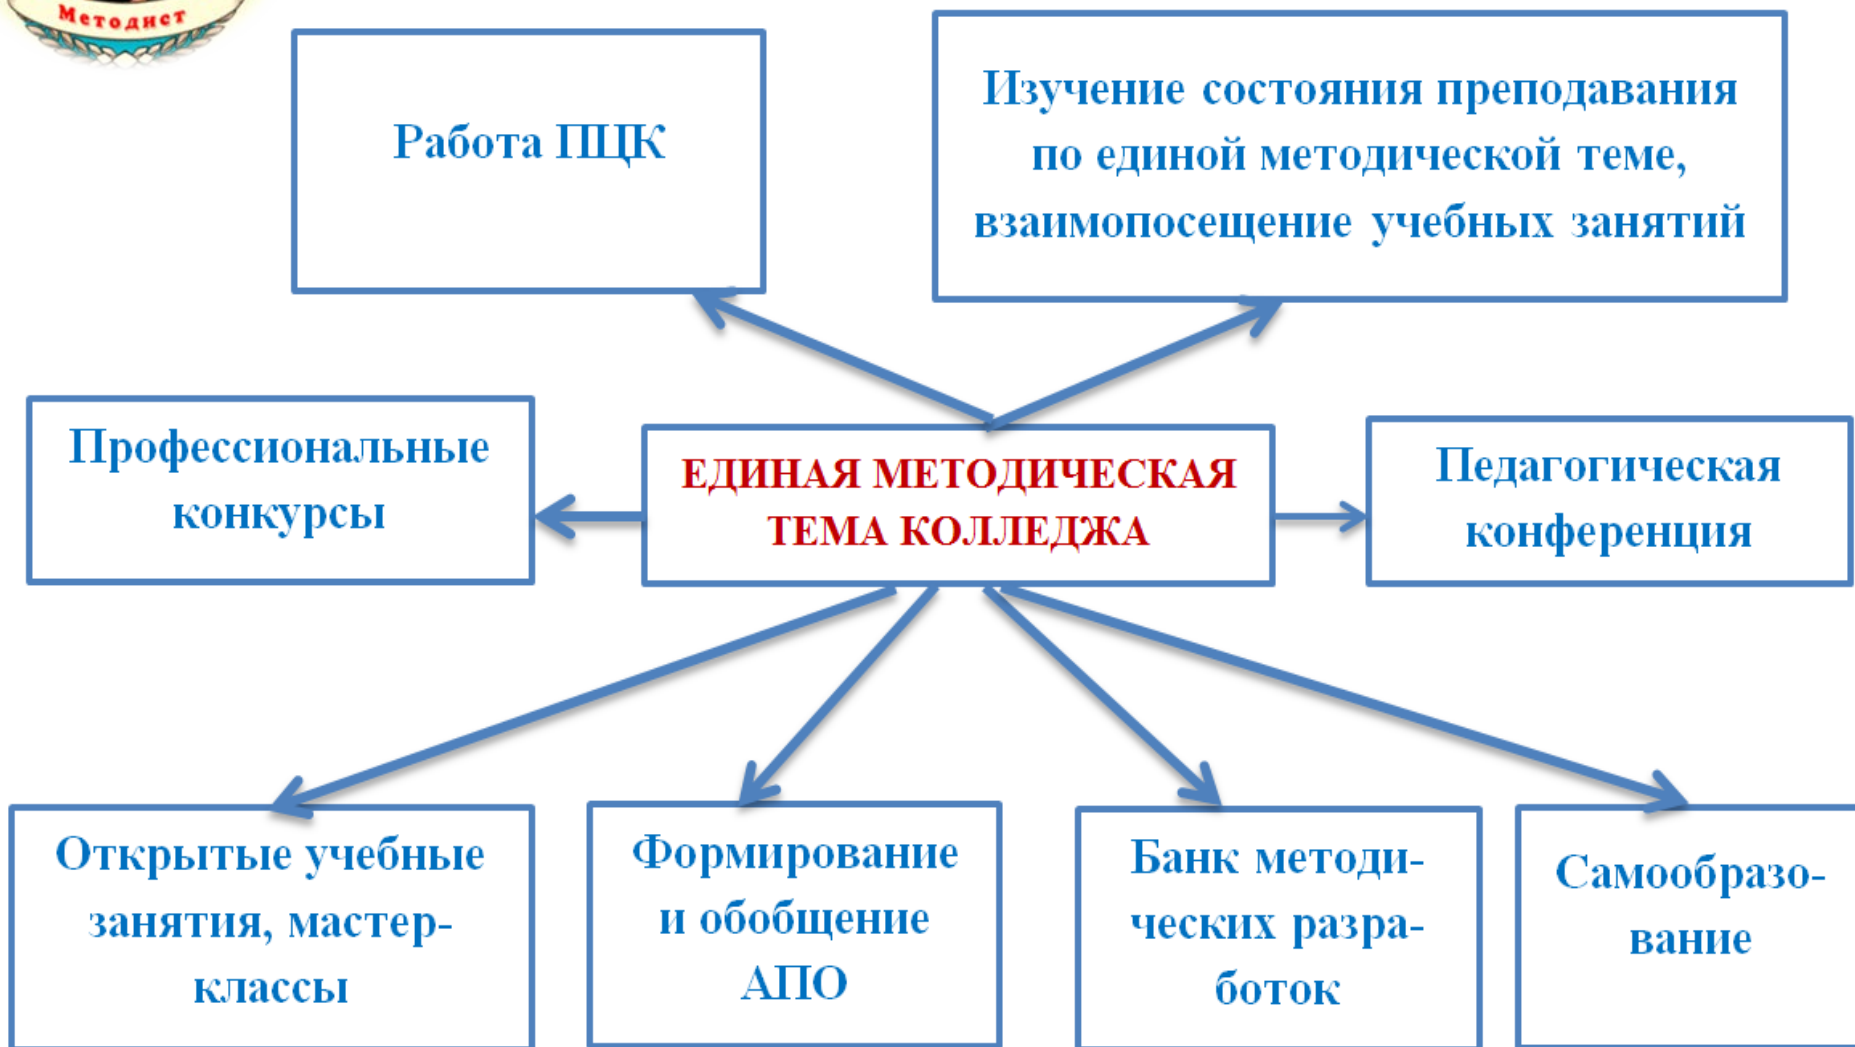 Методист
Работа ПЦК
Изучение состояния преподавания
по единой методической теме,
взаимопосещение учебных занятий
Профессиональные
конкурсы
ЕДИНАЯ МЕТОДИЧЕСКАЯ
ТЕМА КОЛЛЕДЖА
Педагогическая
конференция
Открытые учебные
занятия, мастер-
классы
Формирование
и обобщение
АПО
Банк методи-
ческих разра-
боток
Самообразо-
вание